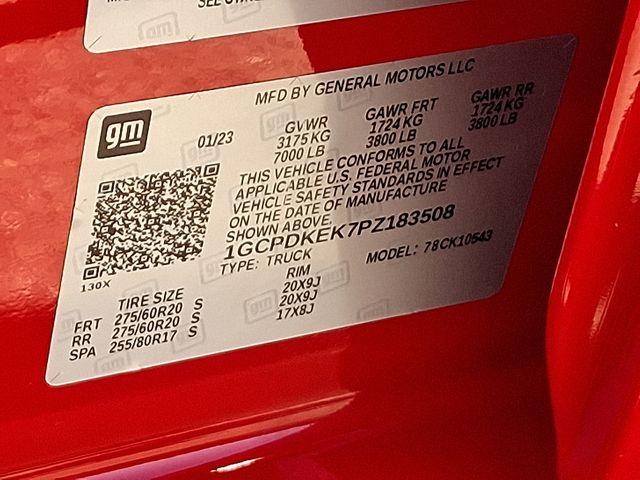 SEE OWNER
MFD BY GENERAL MOTORS LLC
gm
01/23
GVWR GAWR FRT GAWR RR
3175 KG 1724 KG 1724 KG
7000 LB 3800 LB 3800 LB
THIS VEHICLE CONFORMS TO ALL
APPLICABLE U.S. FEDERAL MOTOR
VEHICLE SAFETY STANDARDS IN EFFECT
ON THE DATE OF MANUFACTURE
SHOWN ABOVE.
1GCPDKEK7PZ183508
TYPE: TRUCK MODEL: 78CK10543
130X
TIRE SIZE RIM
FRT 275/60R20 S 20X9J
RR 275/60R20 S 20X9J
SPA 255/80R17 S 17X8J